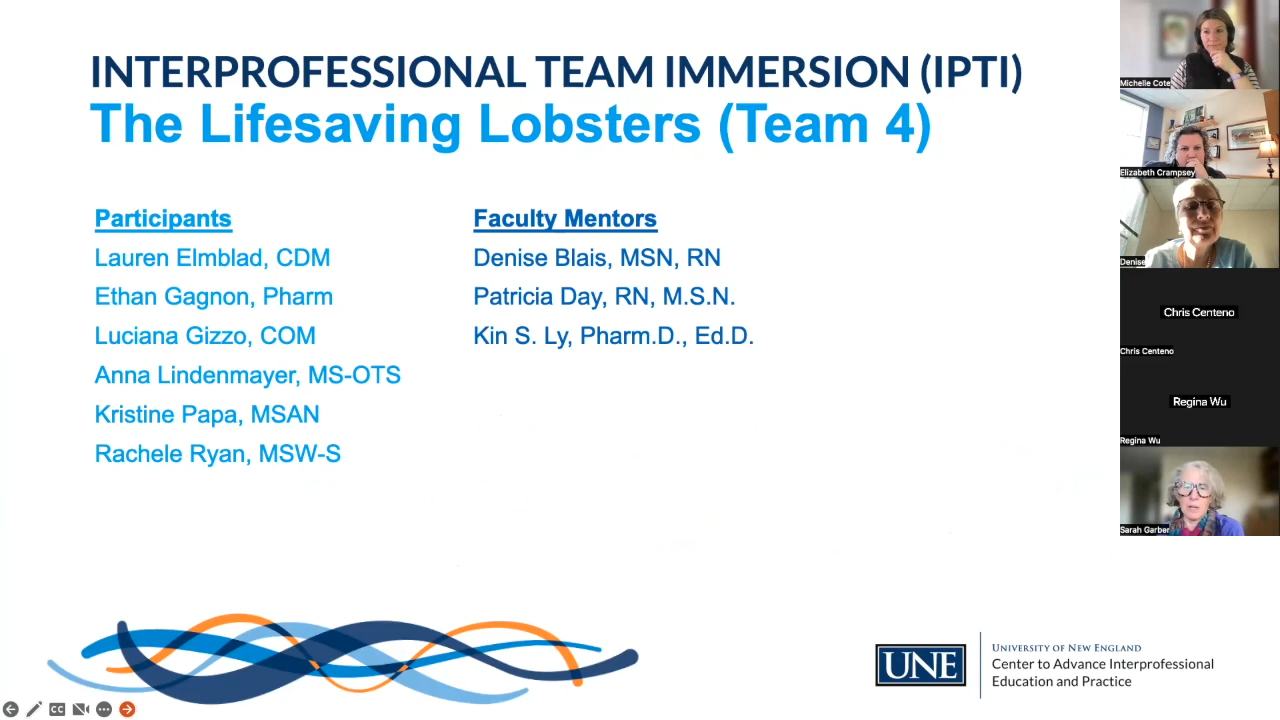 INTERPROFESSIONAL TEAM IMMERSION (IPTI)
The Lifesaving Lobsters (Team 4)
Participants
Lauren Elmblad, CDM
Ethan Gagnon, Pharm
Luciana Gizzo, COM
Anna Lindenmayer, MS-OTS
Kristine Papa, MSAN
Rachele Ryan, MSW-S
Faculty Mentors
Denise Blais, MSN, RN
Patricia Day, RN, M.S.N.
Kin S. Ly, Pharm.D., Ed.D.
Michelle Cote
Elizabeth Crampsey
Denise
Chris Centeno
Chris Centeno
Regina Wu
Regina Wu
Sarah Garber
UNE
UNIVERSITY OF NEW ENGLAND
Center to Advance Interprofessional
Education and Practice
CC